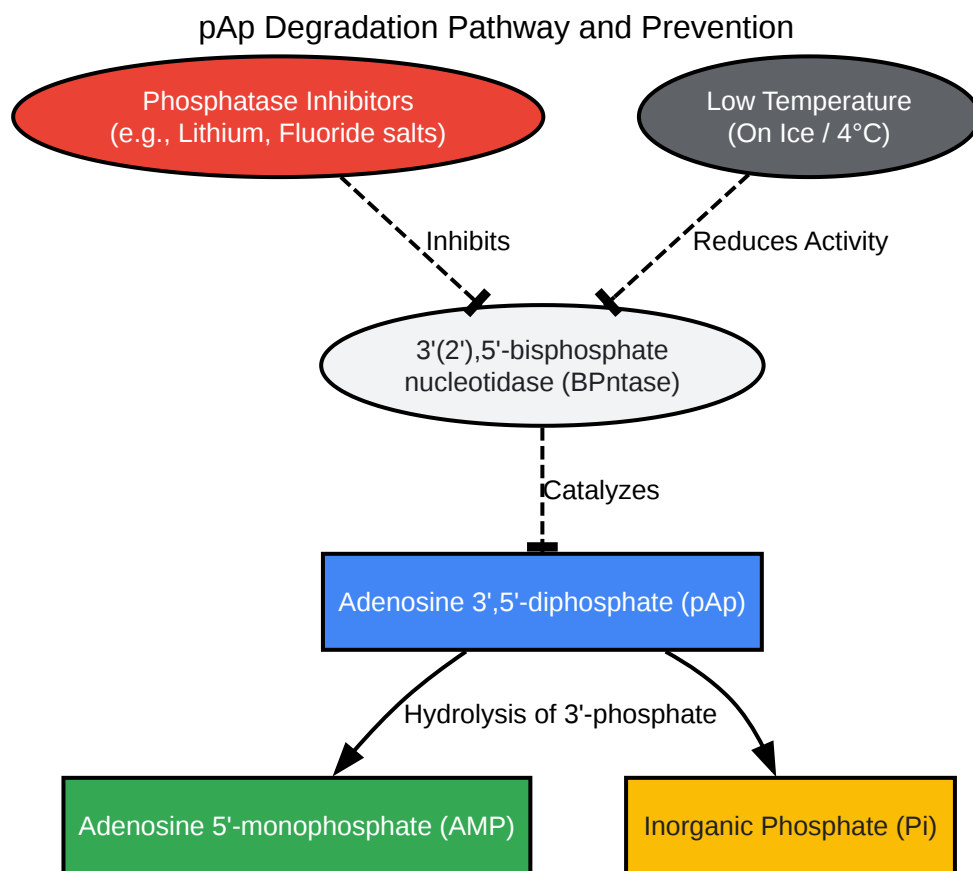 pAp Degradation Pathway and Prevention
Phosphatase Inhibitors
(e.g., Lithium, Fluoride salts)
Low Temperature
(On Ice / 4°C)
Inhibits
Reduces Activity
3'(2'),5'-bisphosphate
nucleotidase (BPntase)
Catalyzes
Adenosine 3',5'-diphosphate (pAp)
Hydrolysis of 3'-phosphate
Adenosine 5'-monophosphate (AMP)
Inorganic Phosphate (Pi)